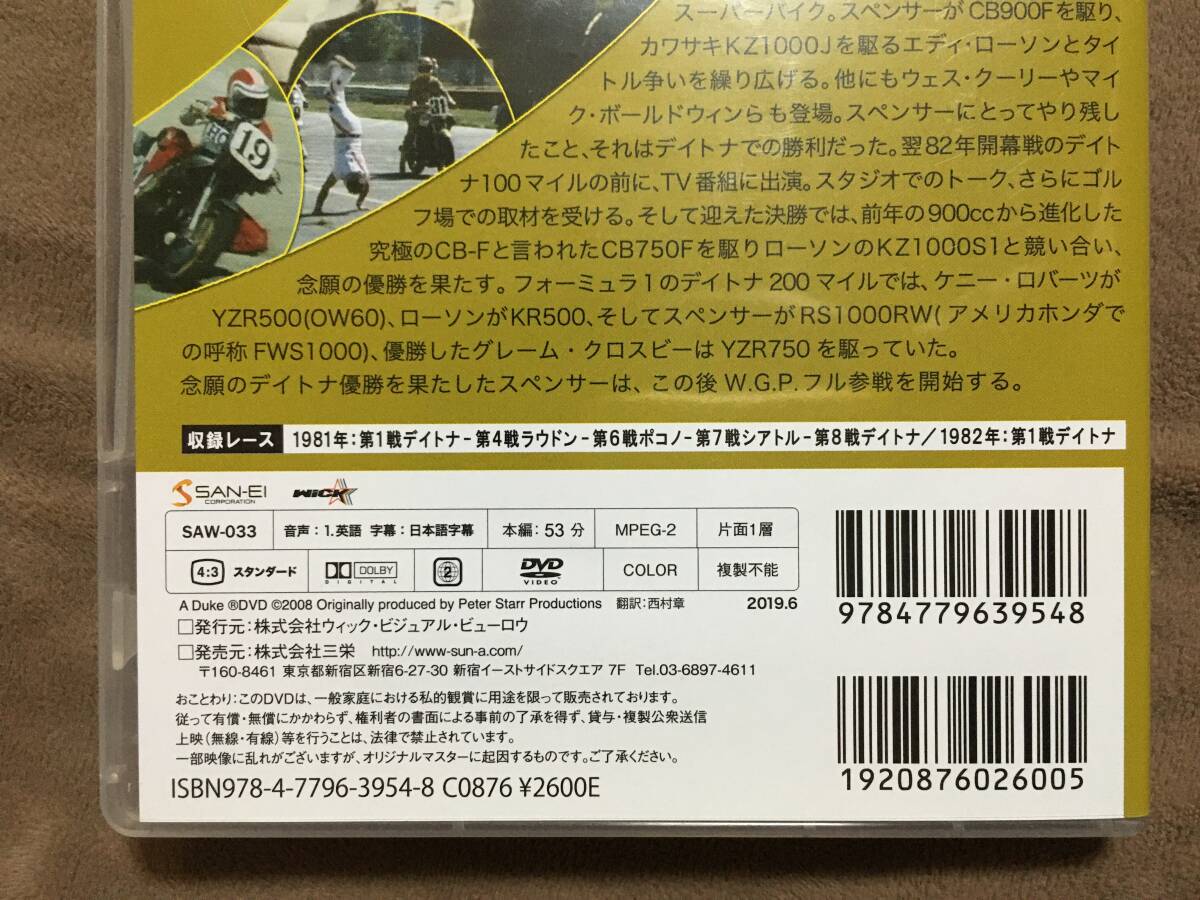 スーパーバイク。スペンサーがCB900Fを駆り、
カワサキKZ1000Jを駆るエディ・ローソンとタイ
トル争いを繰り広げる。他にもウェス・クーリーやマイ
ク・ボールドウィンらも登場。スペンサーにとってやり残し
たこと、それはデイトナでの勝利だった。翌82年開幕戦のデイト
ナ100マイルの前に、TV番組に出演。スタジオでのトーク、さらにゴル
フ場での取材を受ける。そして迎えた決勝では、前年の900ccから進化した
究極のCB-Fと言われたCB750Fを駆りローソンのKZ1000S1と競い合い、
念願の優勝を果たす。フォーミュラ1のデイトナ200マイルでは、ケニー・ロバーツが
YZR500(OW60)、ローソンがKR500、そしてスペンサーがRS1000RW(アメリカホンダで
の呼称FWS1000)、優勝したグレーム・クロスビーはYZR750を駆っていた。
念願のデイトナ優勝を果たしたスペンサーは、この後W.G.P.フル参戦を開始する。
19
31
収録レース 1981年：第1戦デイトナ-第4戦ラウドン-第6戦ポコノ-第7戦シアトル-第8戦デイトナ／1982年：第1戦デイトナ
SAN-EI CORPORATION WICK
SAW-033 音声：1.英語 字幕：日本語字幕 本編：53分 MPEG-2 片面1層
4:3 スタンダード DOLBY DIGITAL 2 DVD VIDEO COLOR 複製不能
A Duke ®DVD ©2008 Originally produced by Peter Starr Productions 翻訳：西村章 2019.6
□発行元：株式会社ウィック・ビジュアル・ビューロウ
□発売元：株式会社三栄 http://www-sun-a.com/
〒160-8461 東京都新宿区新宿6-27-30 新宿イーストサイドスクエア 7F Tel.03-6897-4611
おことわり：このDVDは、一般家庭における私的観賞に用途を限って販売されております。
従って有償・無償にかかわらず、権利者の書面による事前の了承を得ず、貸与・複製公衆送信
上映（無線・有線）等を行うことは、法律で禁止されています。
一部映像に乱れがございますが、オリジナルマスターに起因するものです。ご了承ください。
ISBN978-4-7796-3954-8 C0876 ¥2600E
9784779639548
1920876026005